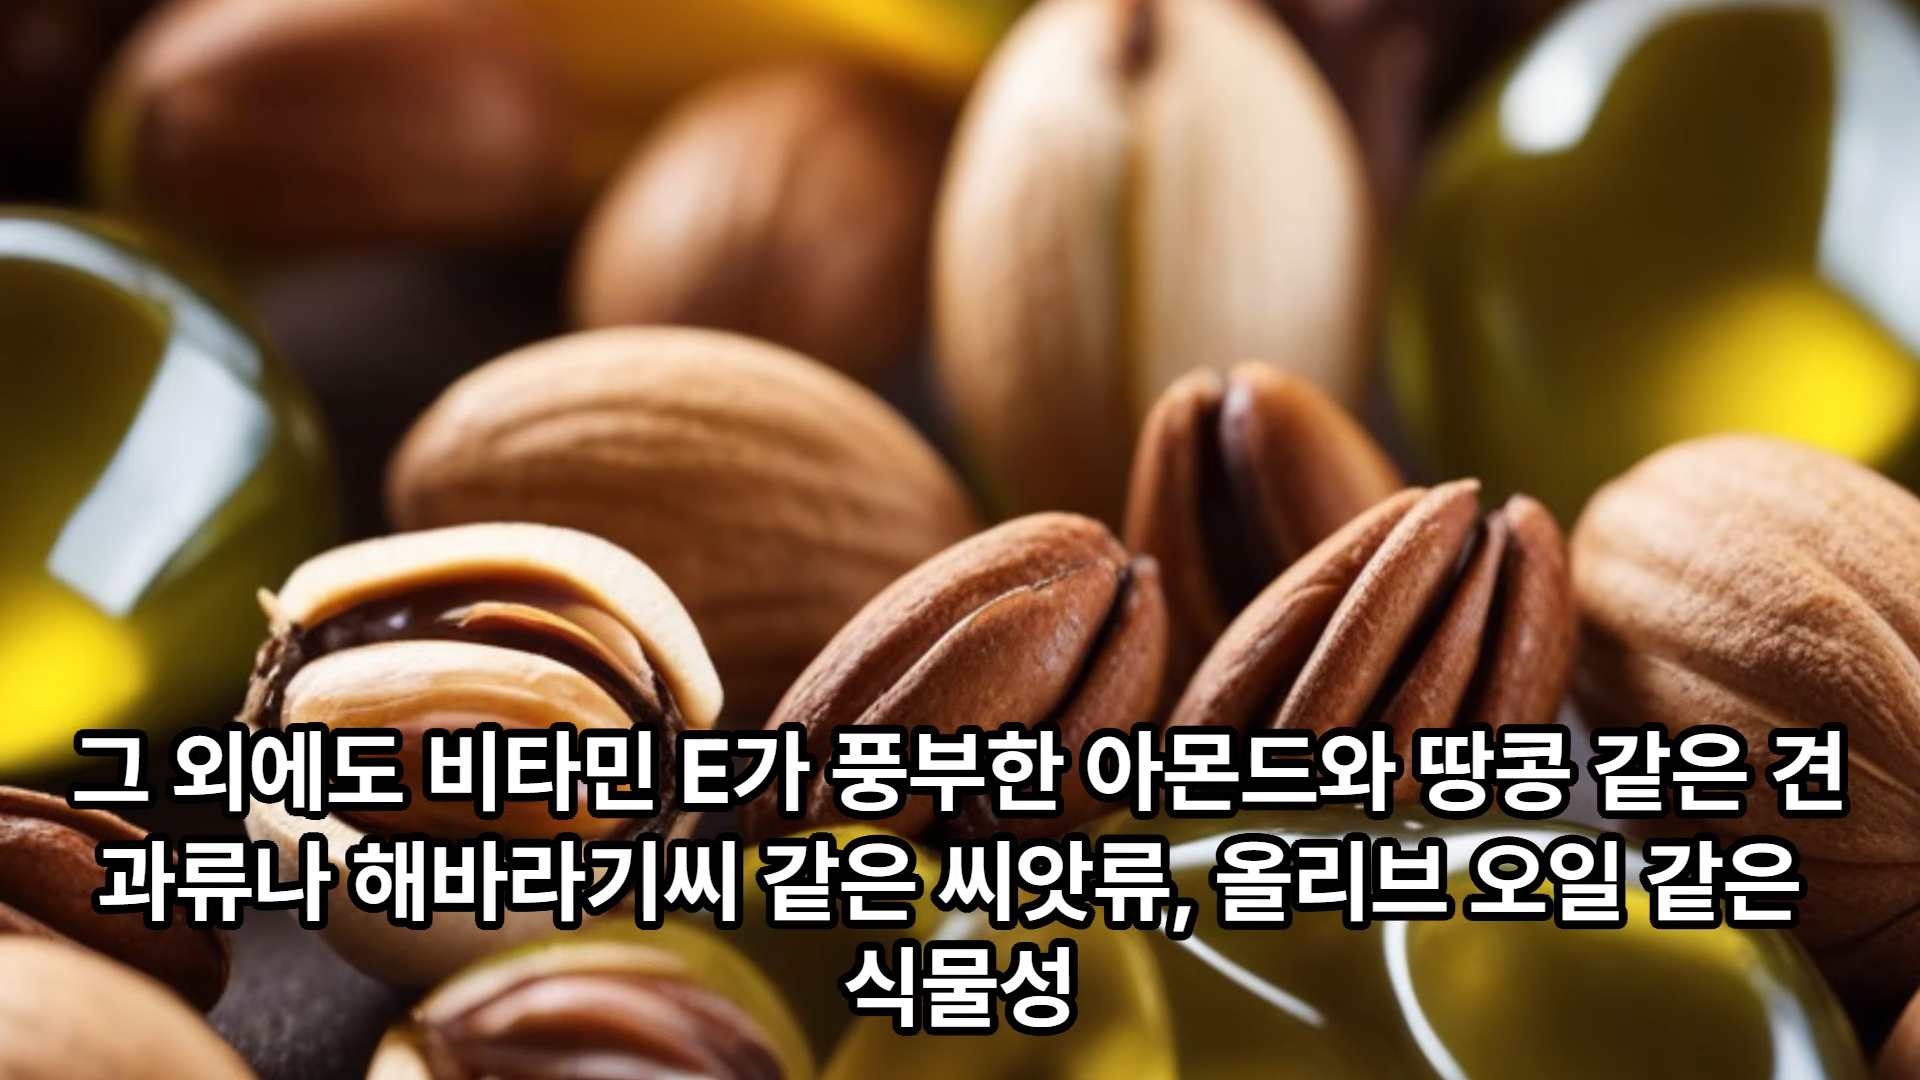 그 외에도 비타민 E가 풍부한 아몬드와 땅콩 같은 견
과류나 해바라기씨 같은 씨앗류, 올리브 오일 같은
식물성